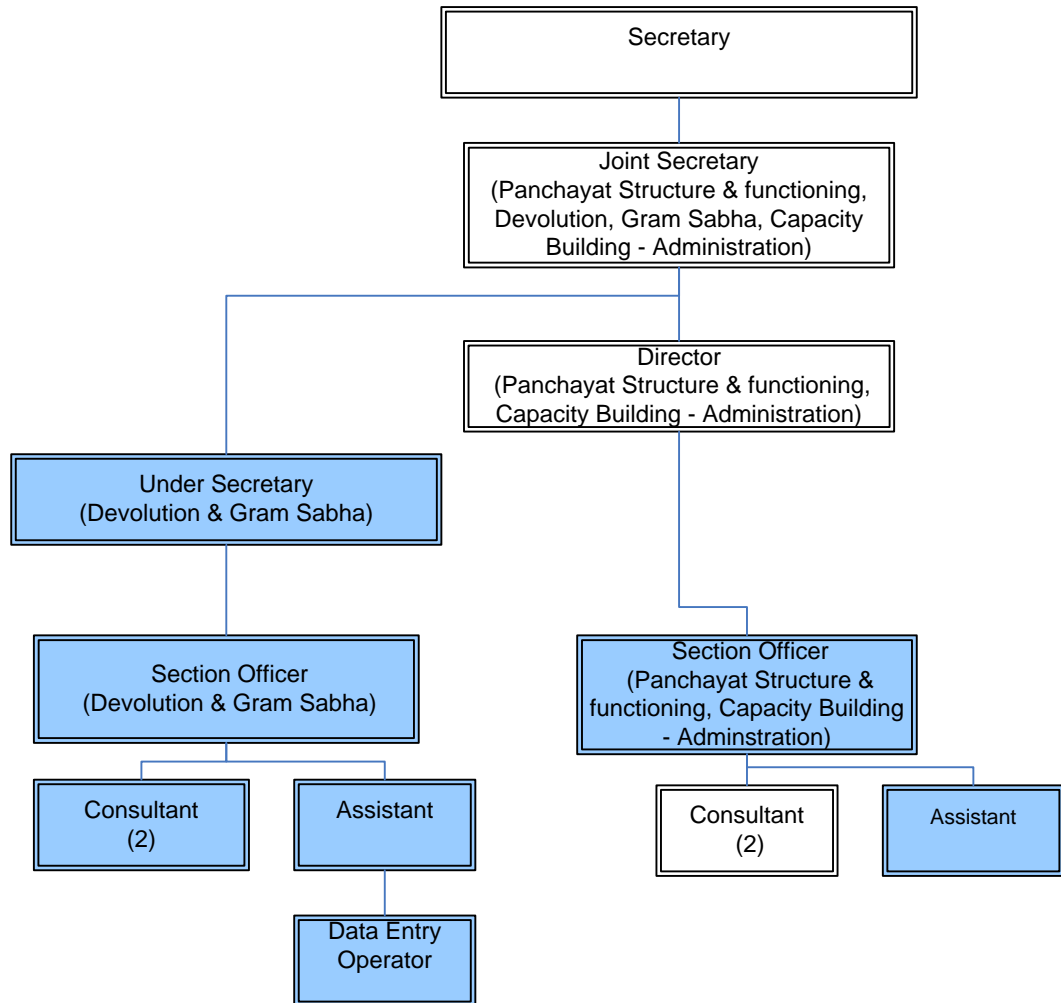 Secretary
Joint Secretary
(Panchayat Structure & functioning,
Devolution, Gram Sabha, Capacity
Building - Administration)
Director
(Panchayat Structure & functioning,
Capacity Building - Administration)
Under Secretary
(Devolution & Gram Sabha)
Section Officer
(Devolution & Gram Sabha)
Section Officer
(Panchayat Structure &
functioning, Capacity Building
- Adminstration)
Consultant
(2)
Assistant
Consultant
(2)
Assistant
Data Entry
Operator